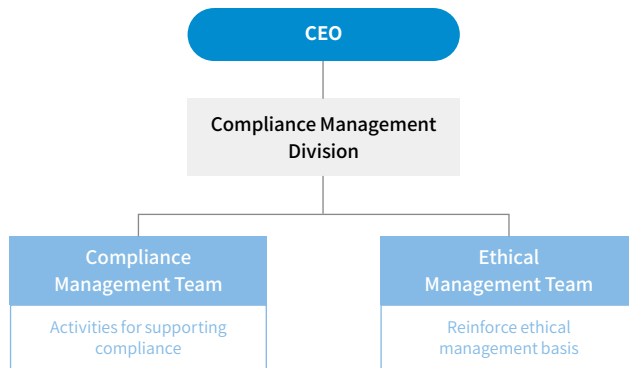 CEO
Compliance Management
Division
Compliance
Management Team
Activities for supporting
compliance
Ethical
Management Team
Reinforce ethical
management basis